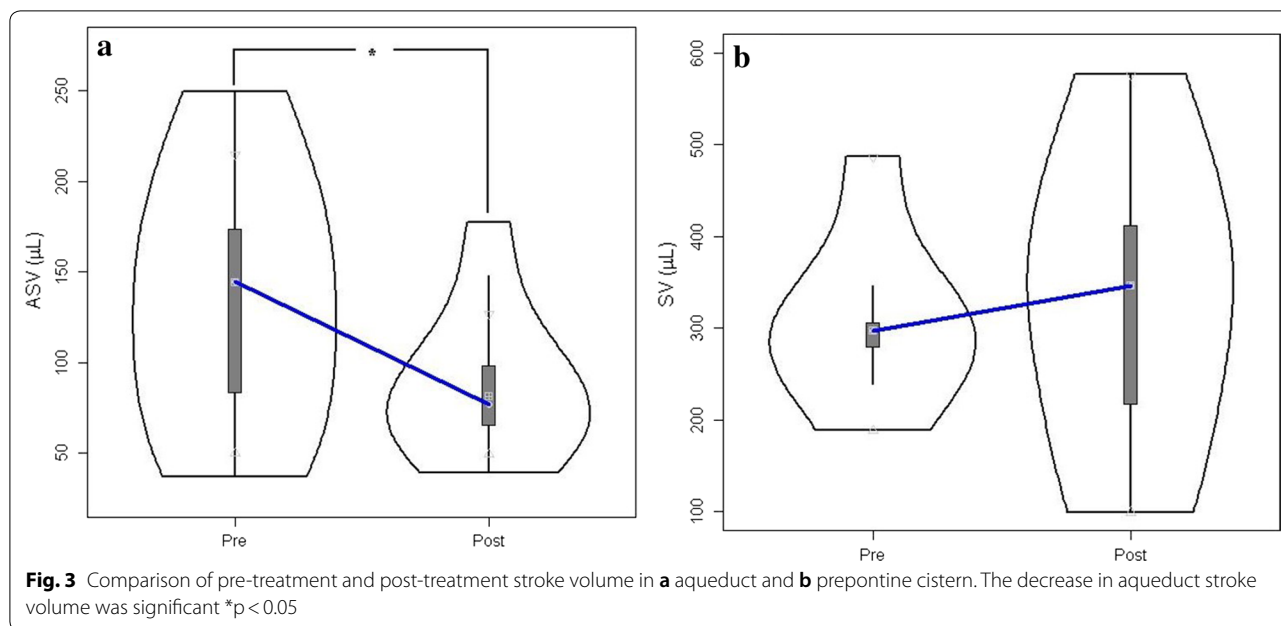 a
*
250
200
150
100
50
ASV (µL)
Pre Post
b
600
500
400
300
200
100
SV (µL)
Pre Post
Fig. 3 Comparison of pre-treatment and post-treatment stroke volume in a aqueduct and b prepontine cistern. The decrease in aqueduct stroke
volume was significant *p < 0.05